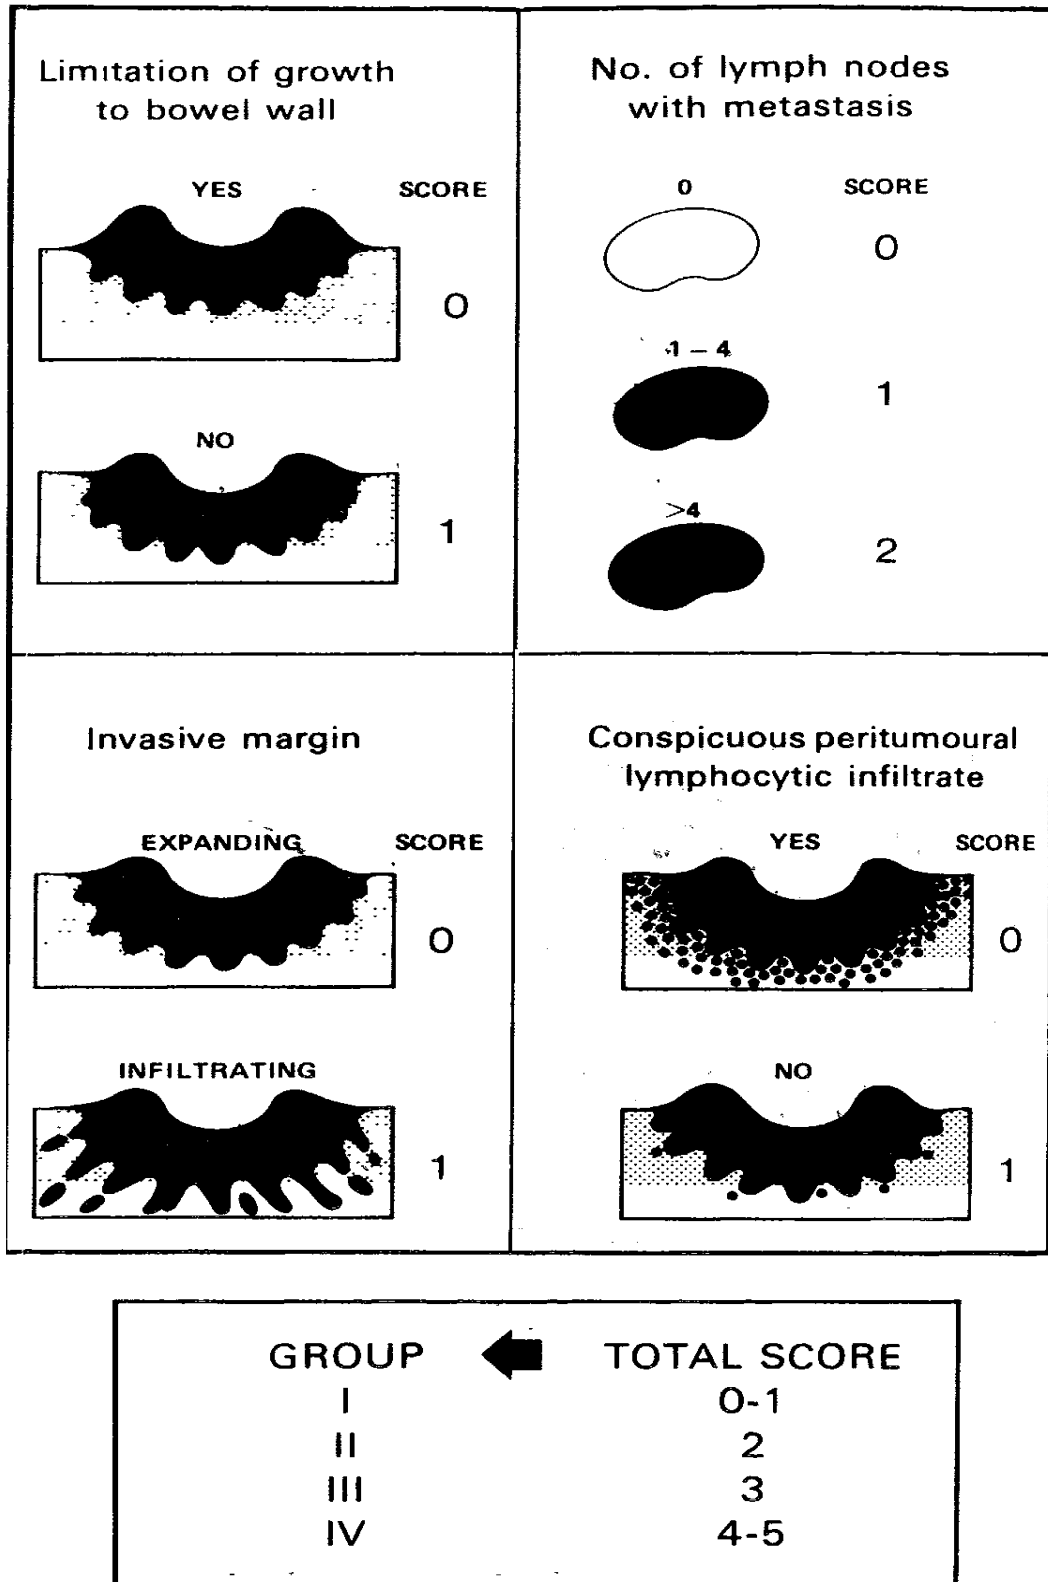 Limitation of growth
to bowel wall
YES SCORE
0
NO
1
No. of lymph nodes
with metastasis
0 SCORE
0
1 – 4
1
>4
2
Invasive margin
EXPANDING SCORE
0
INFILTRATING
1
Conspicuous peritumoural
lymphocytic infiltrate
YES SCORE
0
NO
1
GROUP TOTAL SCORE
I 0-1
II 2
III 3
IV 4-5